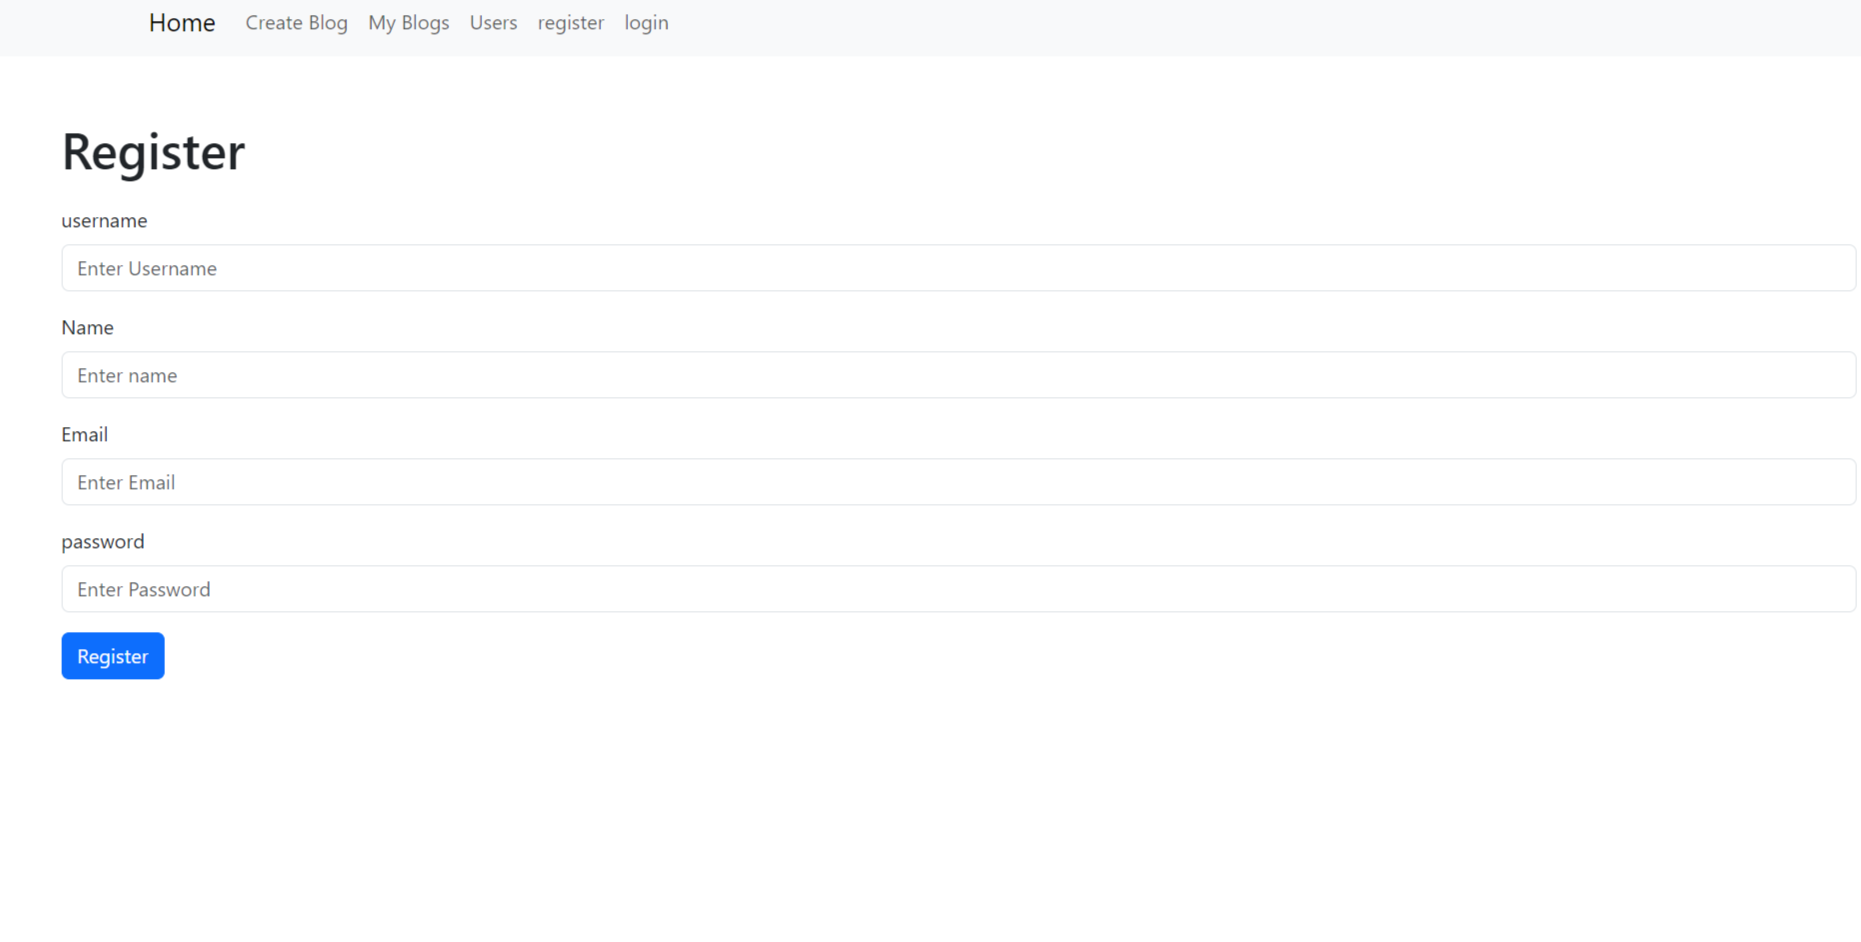 Home Create Blog My Blogs Users register login
Register
username
Enter Username
Name
Enter name
Email
Enter Email
password
Enter Password
Register